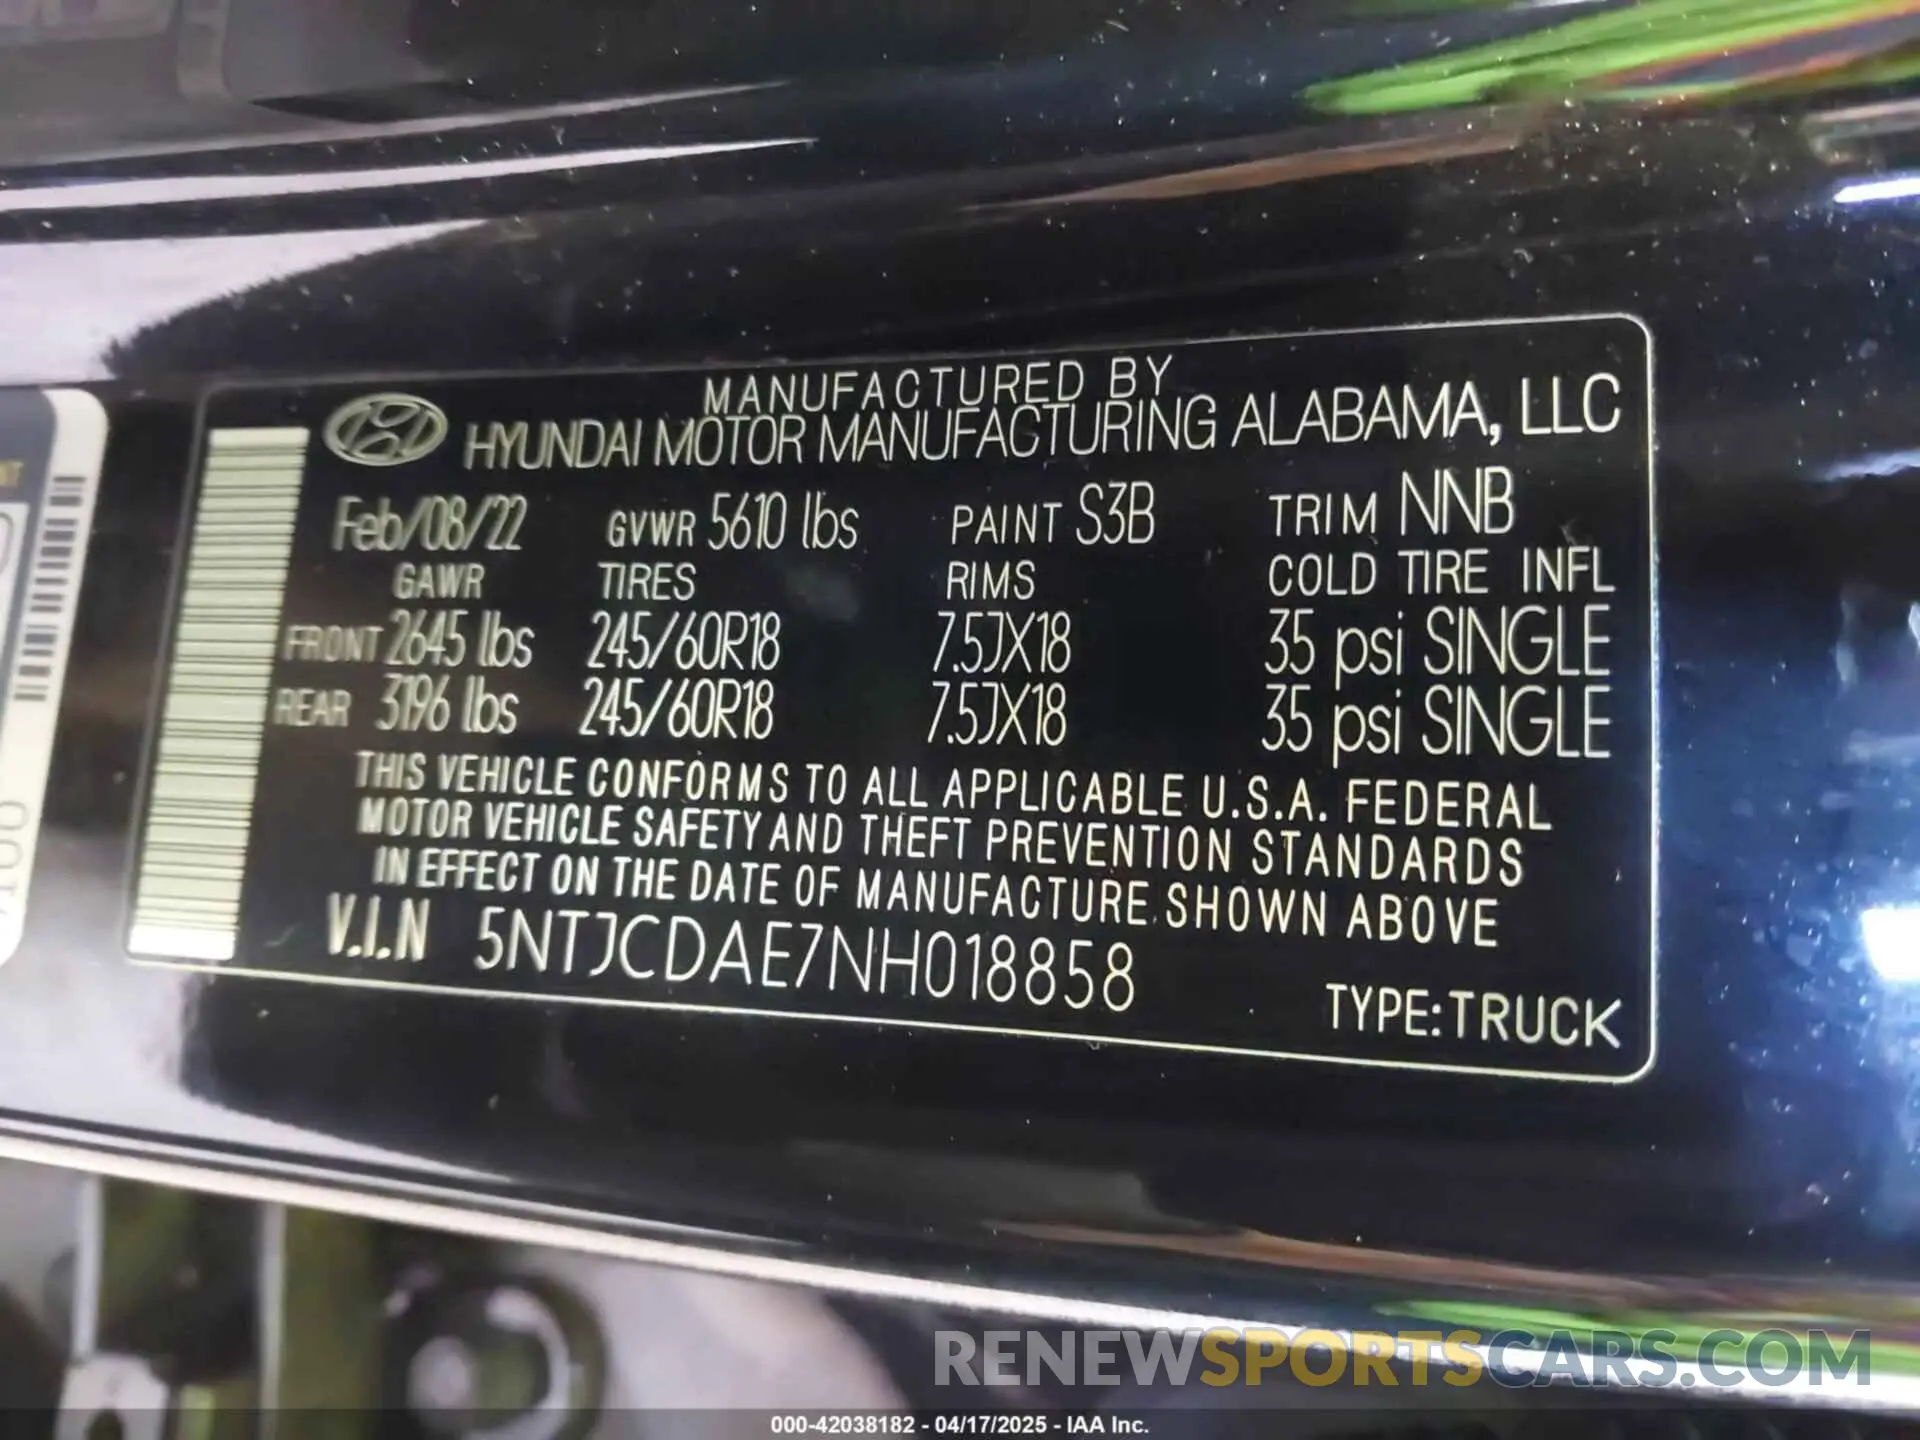 MANUFACTURED BY
HYUNDAI MOTOR MANUFACTURING ALABAMA, LLC
Feb/08/22 GVWR 5610 lbs PAINT S3B TRIM NNB
GAWR TIRES RIMS COLD TIRE INFL
FRONT 2645 lbs 245/60R18 7.5JX18 35 psi SINGLE
REAR 3196 lbs 245/60R18 7.5JX18 35 psi SINGLE
THIS VEHICLE CONFORMS TO ALL APPLICABLE U.S.A. FEDERAL
MOTOR VEHICLE SAFETY AND THEFT PREVENTION STANDARDS
IN EFFECT ON THE DATE OF MANUFACTURE SHOWN ABOVE
V.I.N 5NTJCDAE7NH018858
TYPE:TRUCK
RENEWSPORTSCARS.COM
000-42038182 - 04/17/2025 - IAA Inc.